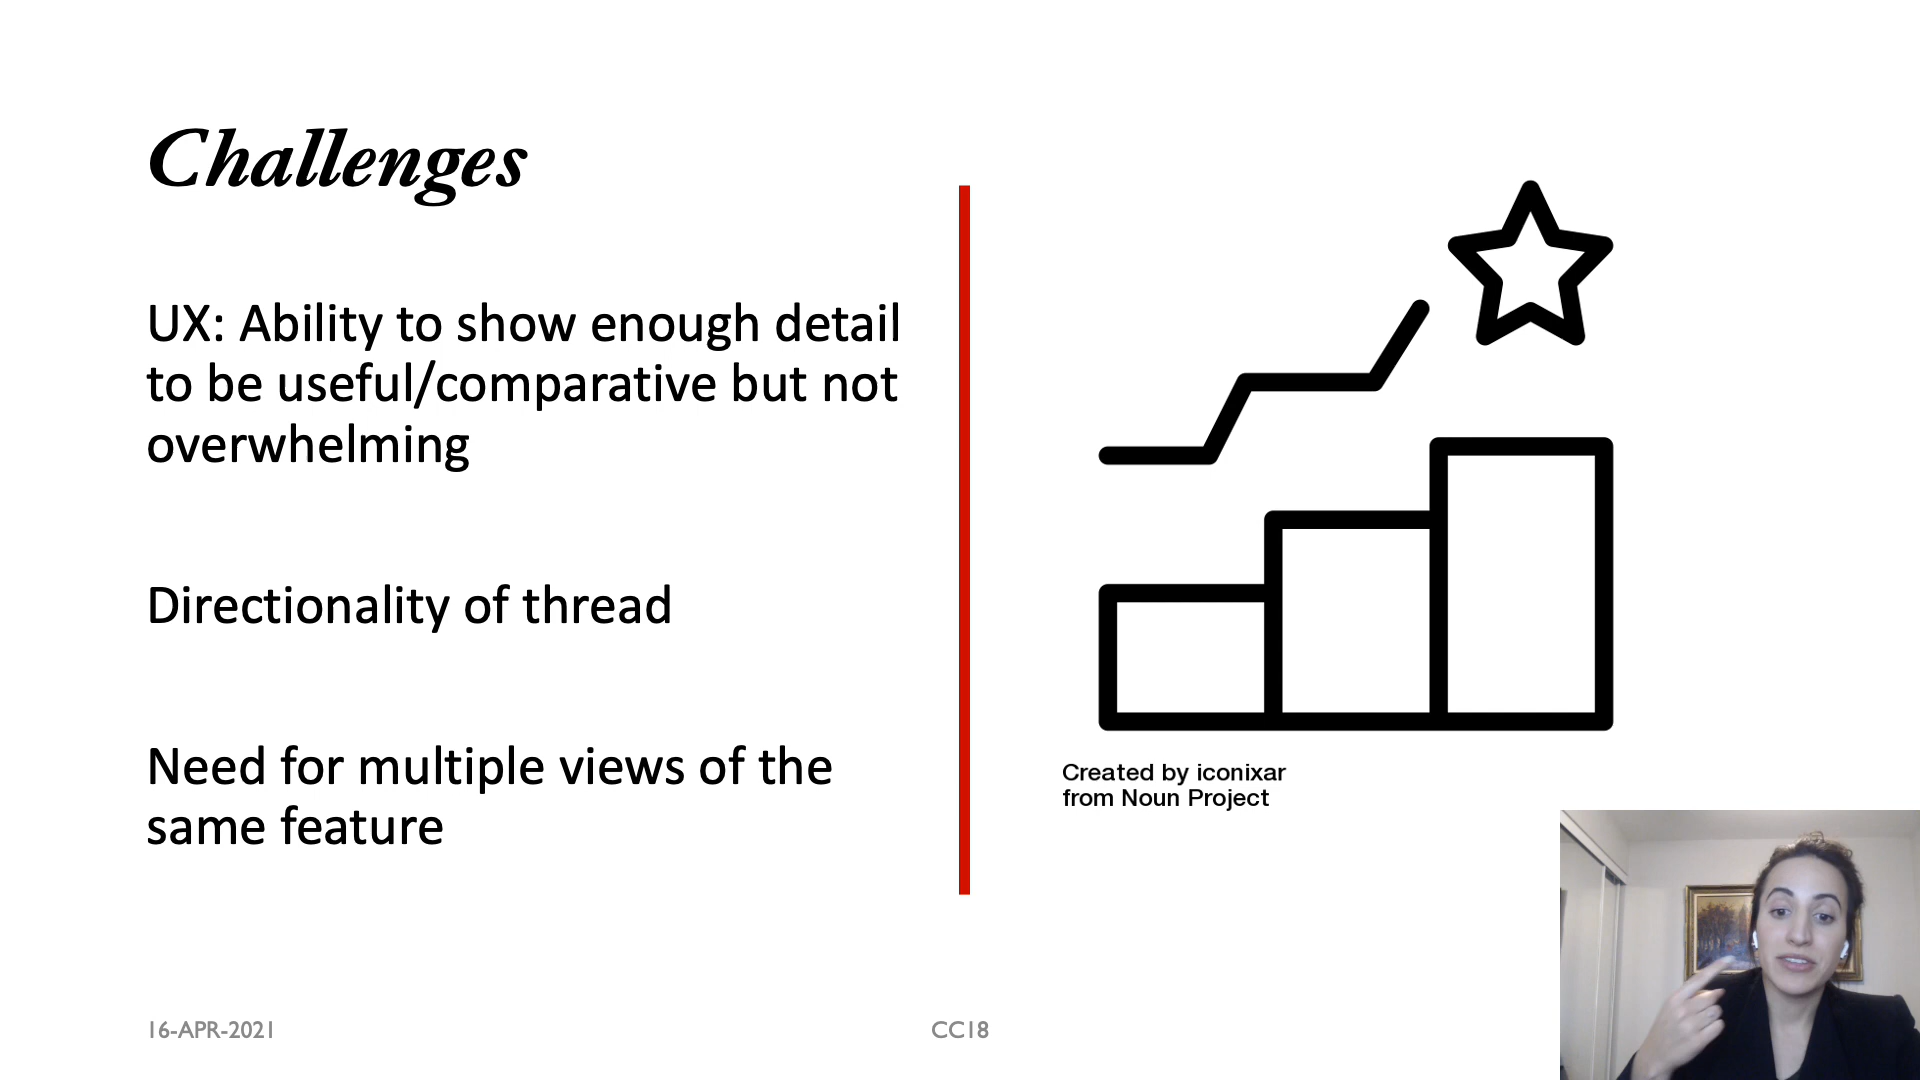 Challenges
UX: Ability to show enough detail
to be useful/comparative but not
overwhelming
Directionality of thread
Need for multiple views of the
same feature
Created by iconixar
from Noun Project
16-APR-2021
CC18